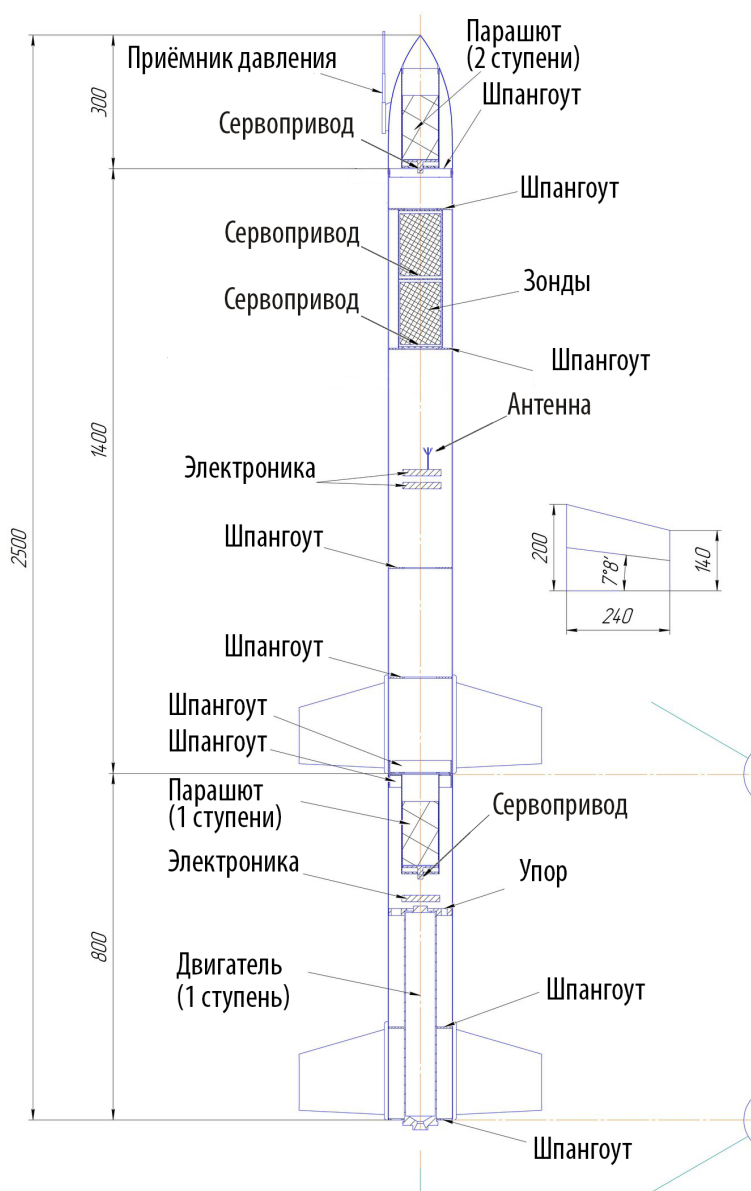 Парашют
(2 ступени)
Приёмник давления
Шпангоут
300
Сервопривод
Шпангоут
Сервопривод
Зонды
Сервопривод
Шпангоут
Антенна
1400
Электроника
2500
Шпангоут
200
7°8'
140
240
Шпангоут
Шпангоут
Шпангоут
Парашют
(1 ступени)
Сервопривод
Электроника
Упор
800
Двигатель
(1 ступень)
Шпангоут
Шпангоут